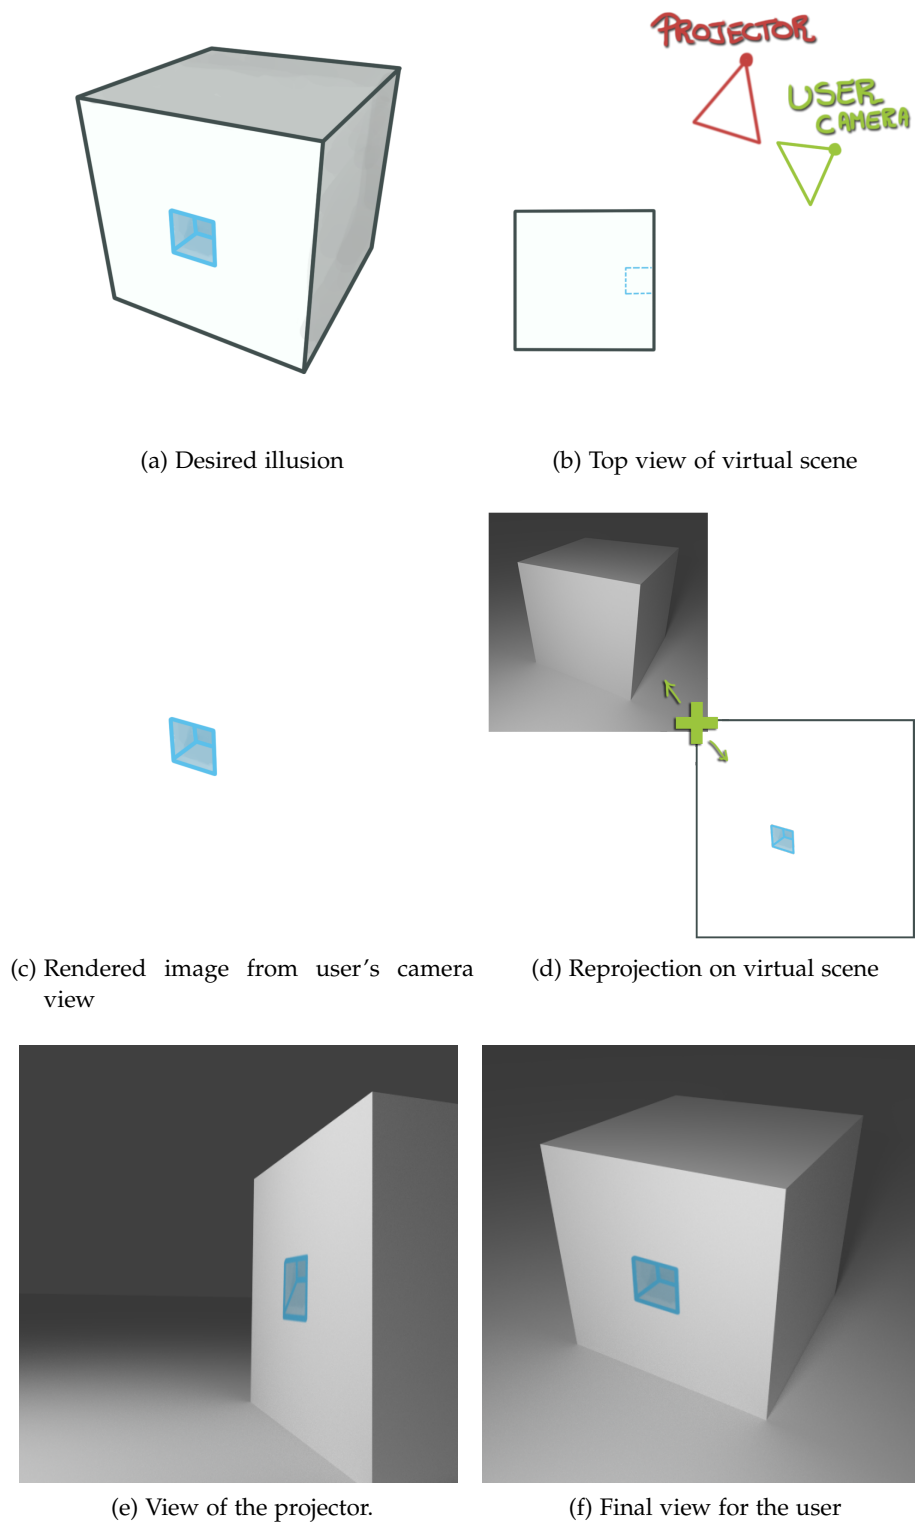 PROJECTOR
USER
CAMERA
(a) Desired illusion
(b) Top view of virtual scene
(c) Rendered image from user's camera
view
(d) Reprojection on virtual scene
(e) View of the projector.
(f) Final view for the user